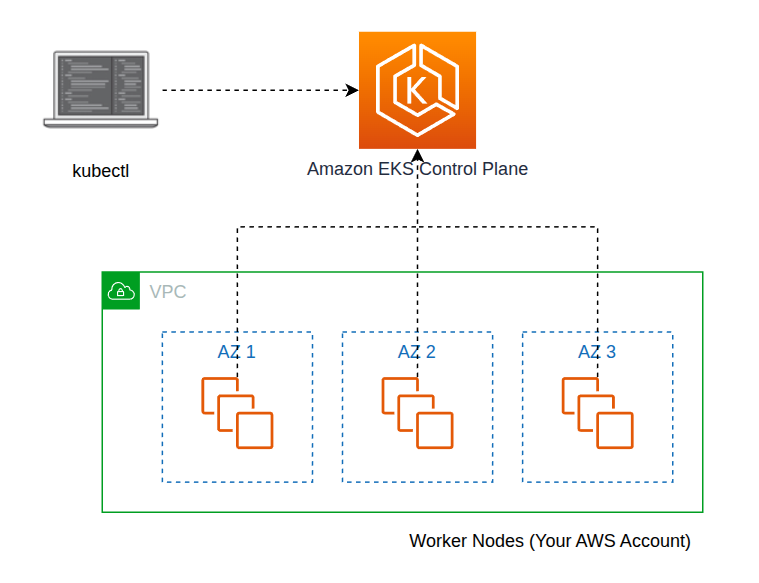 K
kubectl
Amazon EKS Control Plane
VPC
AZ 1
AZ 2
AZ 3
Worker Nodes (Your AWS Account)